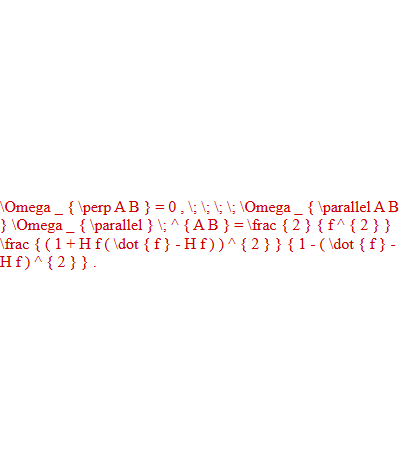 \Omega _ { \perp A B } = 0 , \; \; \; \; \Omega _ { \parallel A B
} \Omega _ { \parallel } \; ^ { A B } = \frac { 2 } { f ^ { 2 } }
\frac { ( 1 + H f ( \dot { f } - H f ) ) ^ { 2 } } { 1 - ( \dot { f } -
H f ) ^ { 2 } } .